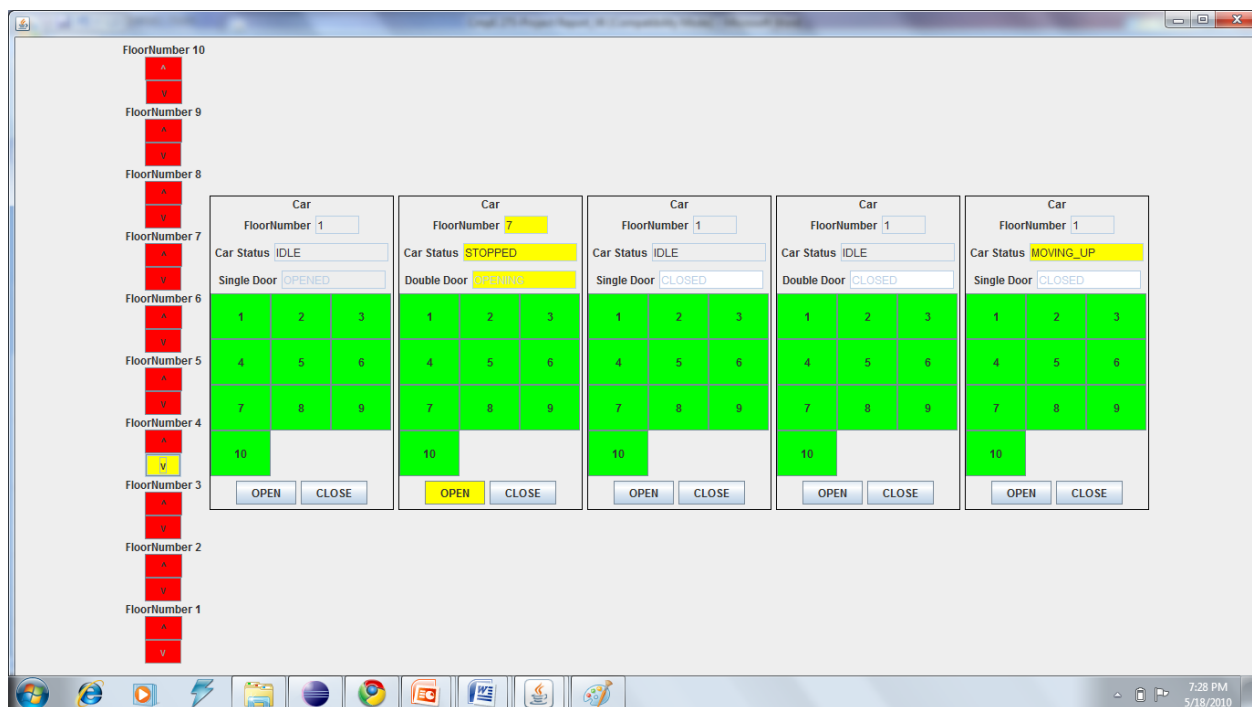 FloorNumber 10
^
v
FloorNumber 9
^
v
FloorNumber 8
^
v
FloorNumber 7
^
v
FloorNumber 6
^
v
FloorNumber 5
^
v
FloorNumber 4
^
v
FloorNumber 3
^
v
FloorNumber 2
^
v
FloorNumber 1
^
v
Car
FloorNumber 1
Car Status IDLE
Single Door OPENED
1 2 3
4 5 6
7 8 9
10
OPEN CLOSE
Car
FloorNumber 7
Car Status STOPPED
Double Door OPENING
1 2 3
4 5 6
7 8 9
10
OPEN CLOSE
Car
FloorNumber 1
Car Status IDLE
Single Door CLOSED
1 2 3
4 5 6
7 8 9
10
OPEN CLOSE
Car
FloorNumber 1
Car Status IDLE
Double Door CLOSED
1 2 3
4 5 6
7 8 9
10
OPEN CLOSE
Car
FloorNumber 1
Car Status MOVING_UP
Single Door CLOSED
1 2 3
4 5 6
7 8 9
10
OPEN CLOSE
7:28 PM
5/18/2010